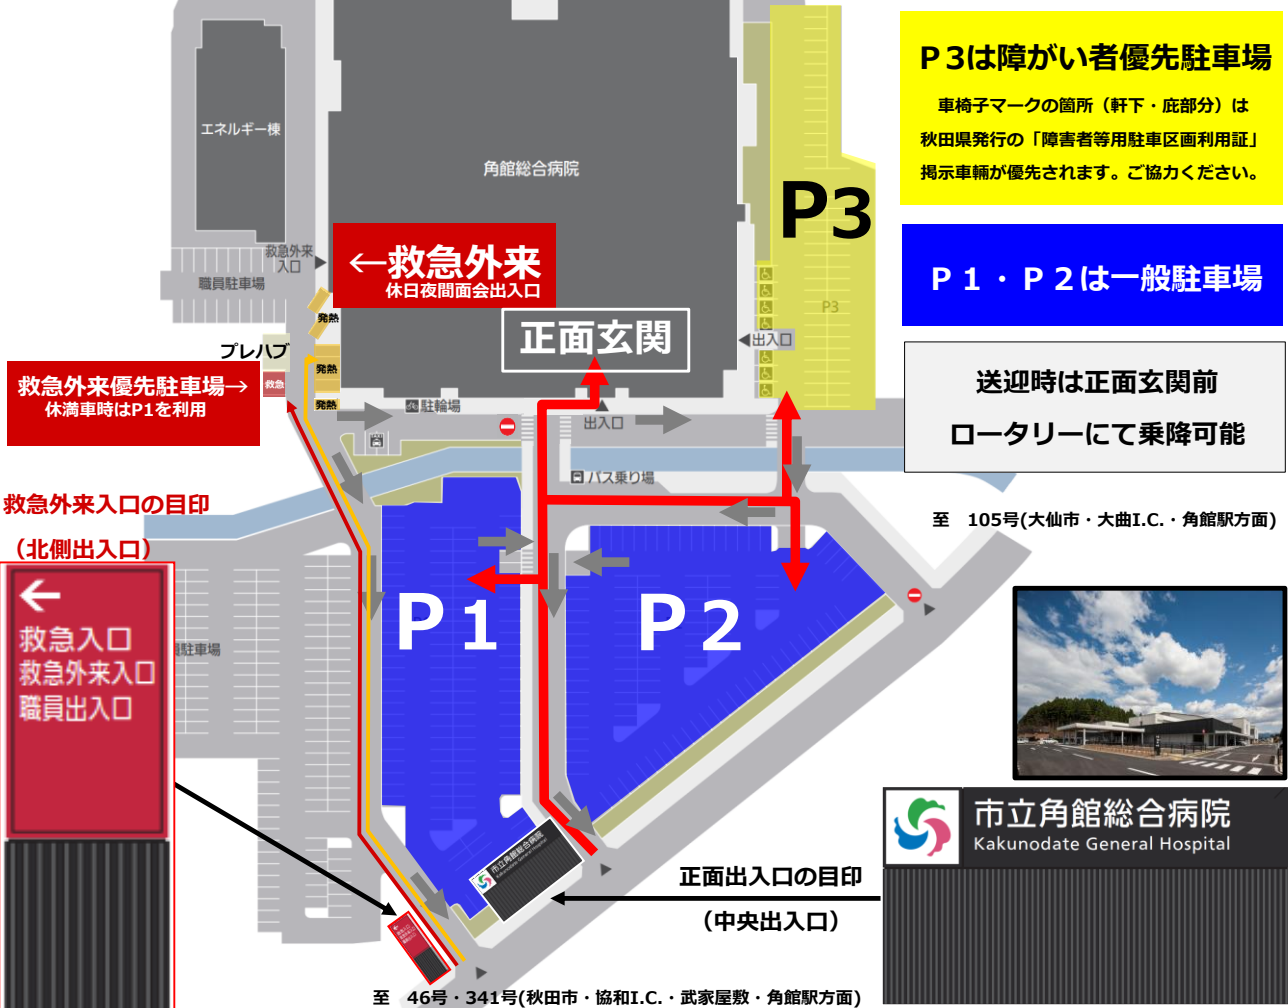 P3は障がい者優先駐車場
車椅子マークの箇所（軒下・庇部分）は
秋田県発行の「障害者等用駐車区画利用証」
掲示車輛が優先されます。ご協力ください。
P１・P２は一般駐車場
送迎時は正面玄関前
ロータリーにて乗降可能
至　105号(大仙市・大曲I.C.・角館駅方面)
エネルギー棟
角館総合病院
P3
P3
救急外来
入口
職員駐車場
←救急外来
休日夜間面会出入口
正面玄関
出入口
発熱
プレハブ
発熱
救急
発熱
救急外来優先駐車場→
休満車時はP1を利用
駐輪場
出入口
バス乗り場
救急外来入口の目印
（北側出入口）
←
救急入口
救急外来入口
職員出入口
駐車場
P1
P2
市立角館総合病院
Kakunodate General Hospital
市立角館総合病院
Kakunodate General Hospital
正面出入口の目印
（中央出入口）
至　46号・341号(秋田市・協和I.C.・武家屋敷・角館駅方面)